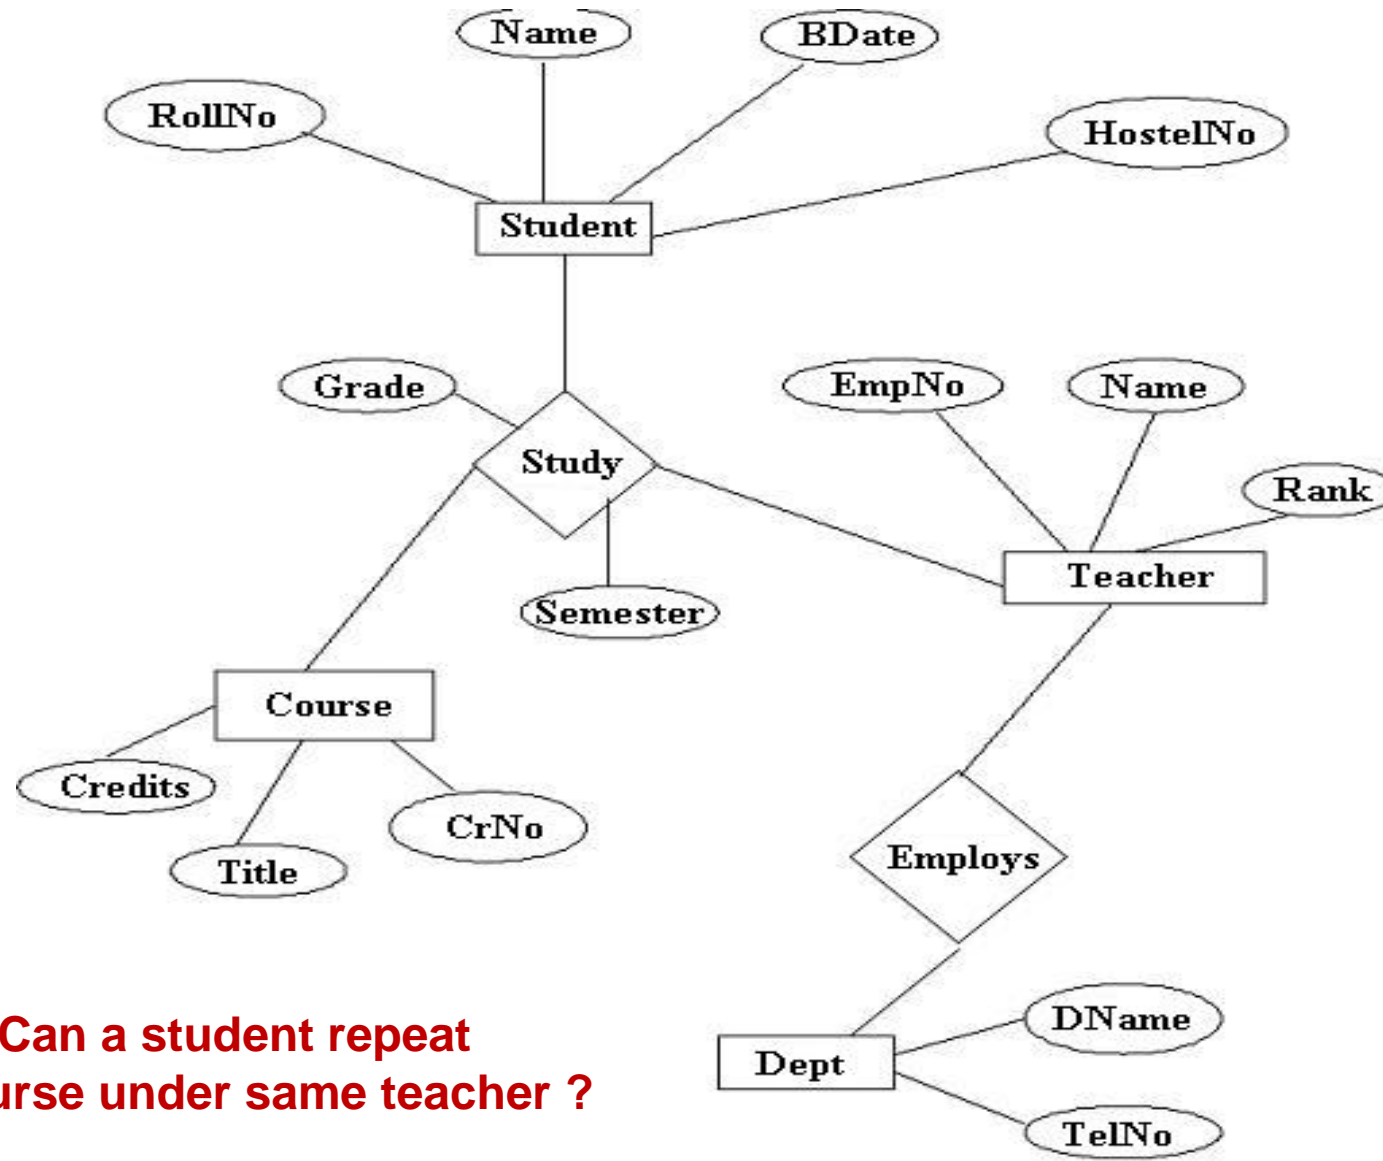 Name
BDate
RollNo
HostelNo
Student
Grade
EmpNo
Name
Study
Rank
Teacher
Semester
Course
Credits
CrNo
Title
Employs
DName
Dept
TelNo
Can a student repeat
urse under same teacher ?